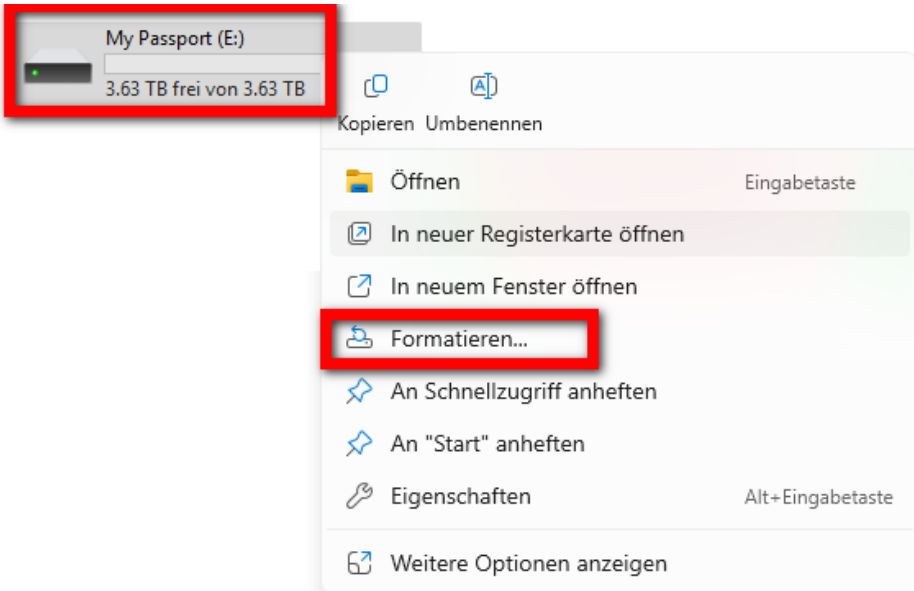 My Passport (E:)
3.63 TB frei von 3.63 TB
Kopieren Umbenennen
Öffnen Eingabetaste
In neuer Registerkarte öffnen
In neuem Fenster öffnen
Formatieren...
An Schnellzugriff anheften
An "Start" anheften
Eigenschaften Alt+Eingabetaste
Weitere Optionen anzeigen